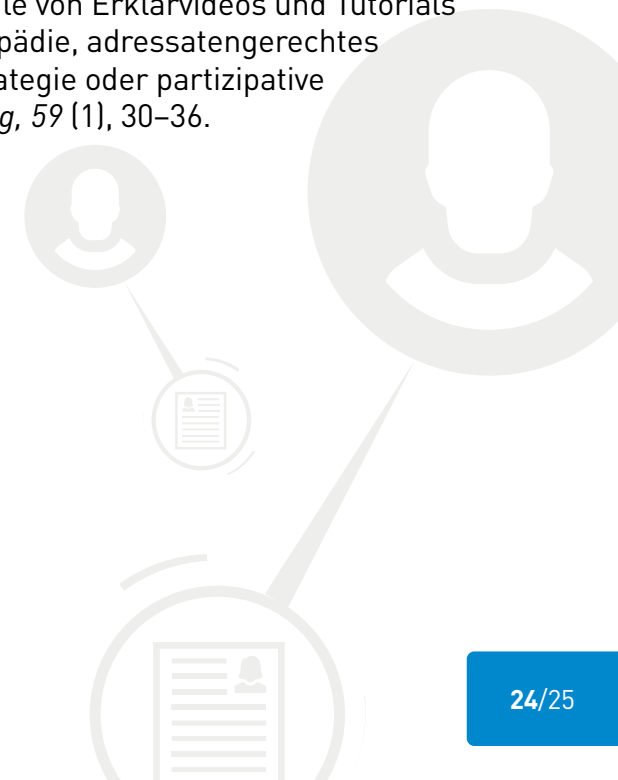 le von Erklärvideos und Tutorials
pädie, adressatengerechtes
ategie oder partizipative
g, 59 (1), 30–36.
24/25